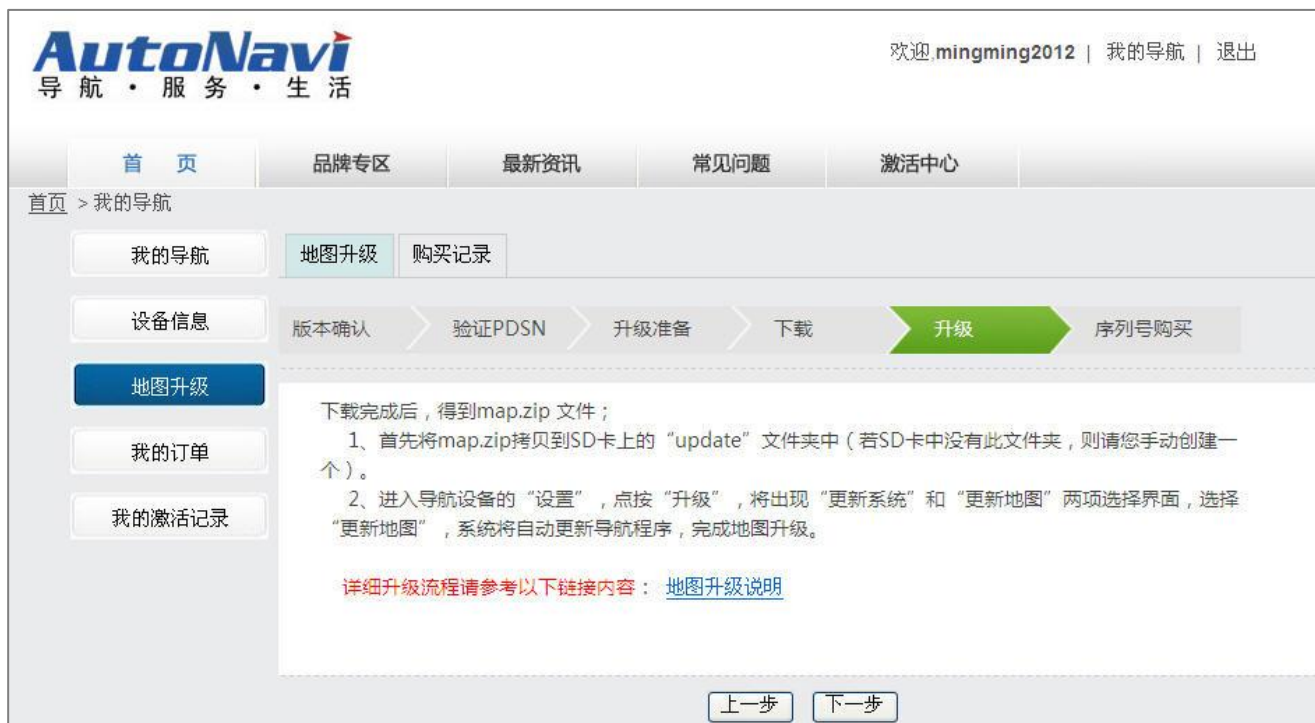 AutoNavi
导 航 · 服 务 · 生 活
欢迎,mingming2012 | 我的导航 | 退出
首 页 品牌专区 最新资讯 常见问题 激活中心
首页 >我的导航
我的导航
设备信息
地图升级
我的订单
我的激活记录
地图升级 购买记录
版本确认 验证PDSN 升级准备 下载 升级 序列号购买
下载完成后，得到map.zip 文件；
1、首先将map.zip拷贝到SD卡上的“update”文件夹中（若SD卡中没有此文件夹，则请您手动创建一
个）。
2、进入导航设备的“设置”，点按“升级”，将出现“更新系统”和“更新地图”两项选择界面，选择
“更新地图”，系统将自动更新导航程序，完成地图升级。
详细升级流程请参考以下链接内容： 地图升级说明
上一步 下一步